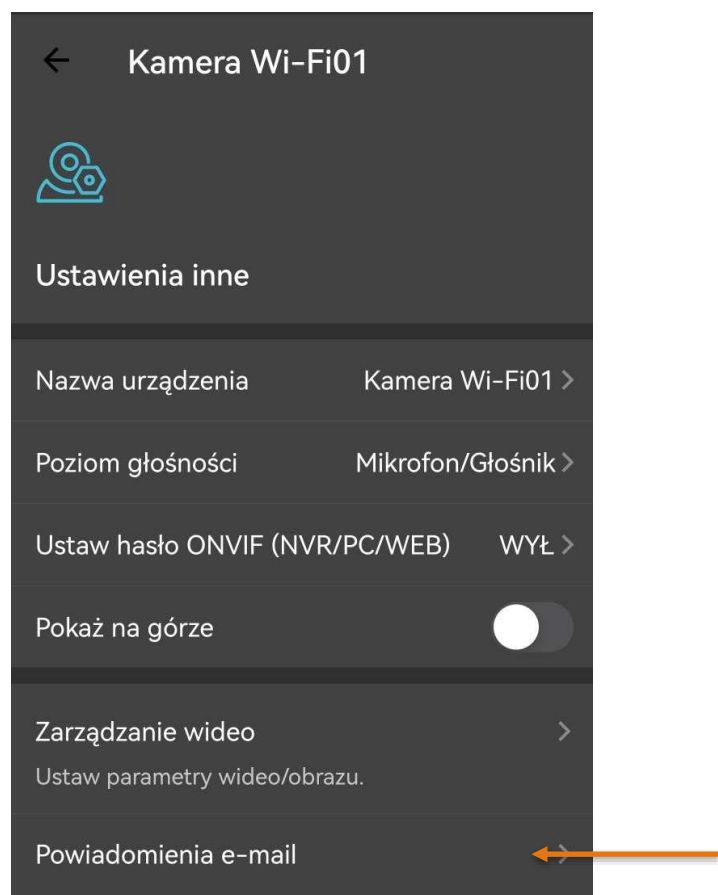 Kamera Wi-Fi01
Ustawienia inne
Nazwa urządzenia Kamera Wi-Fi01
Poziom głośności Mikrofon/Głośnik
Ustaw hasło ONVIF (NVR/PC/WEB) WYŁ
Pokaż na górze
Zarządzanie wideo
Ustaw parametry wideo/obrazu.
Powiadomienia e-mail